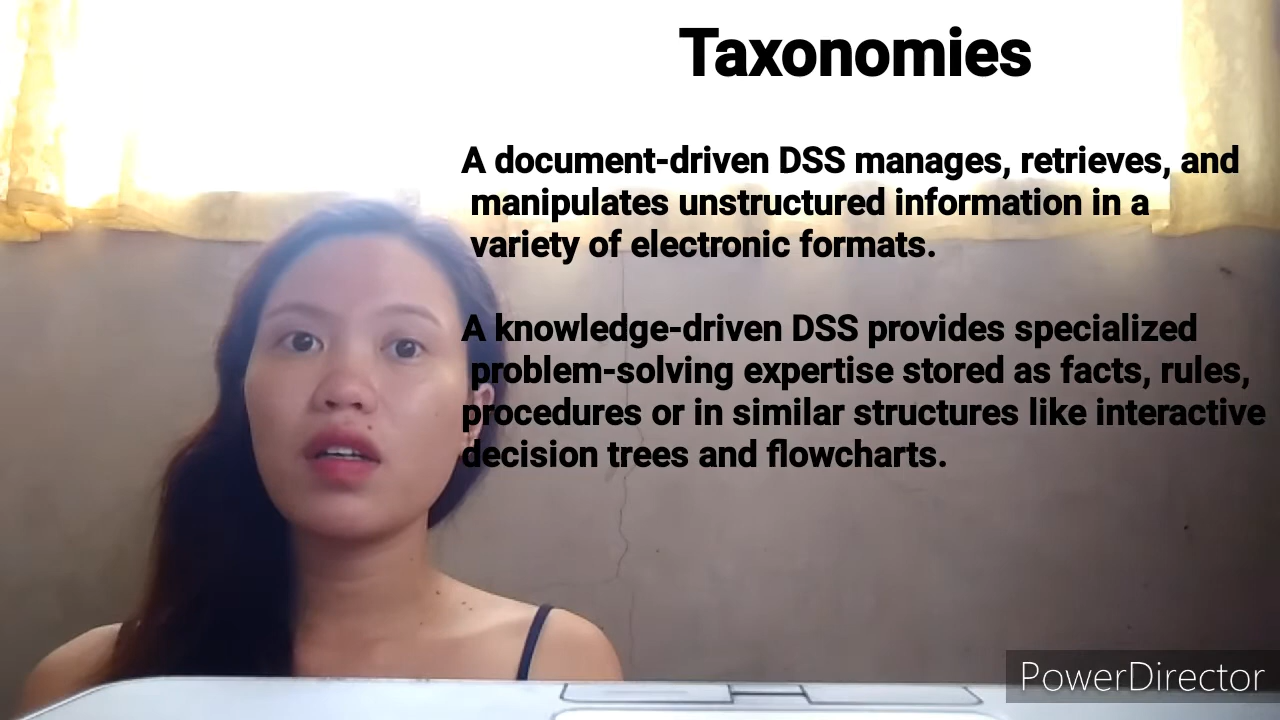 Taxonomies
A document-driven DSS manages, retrieves, and
manipulates unstructured information in a
variety of electronic formats.
A knowledge-driven DSS provides specialized
problem-solving expertise stored as facts, rules,
procedures or in similar structures like interactive
decision trees and flowcharts.
PowerDirector